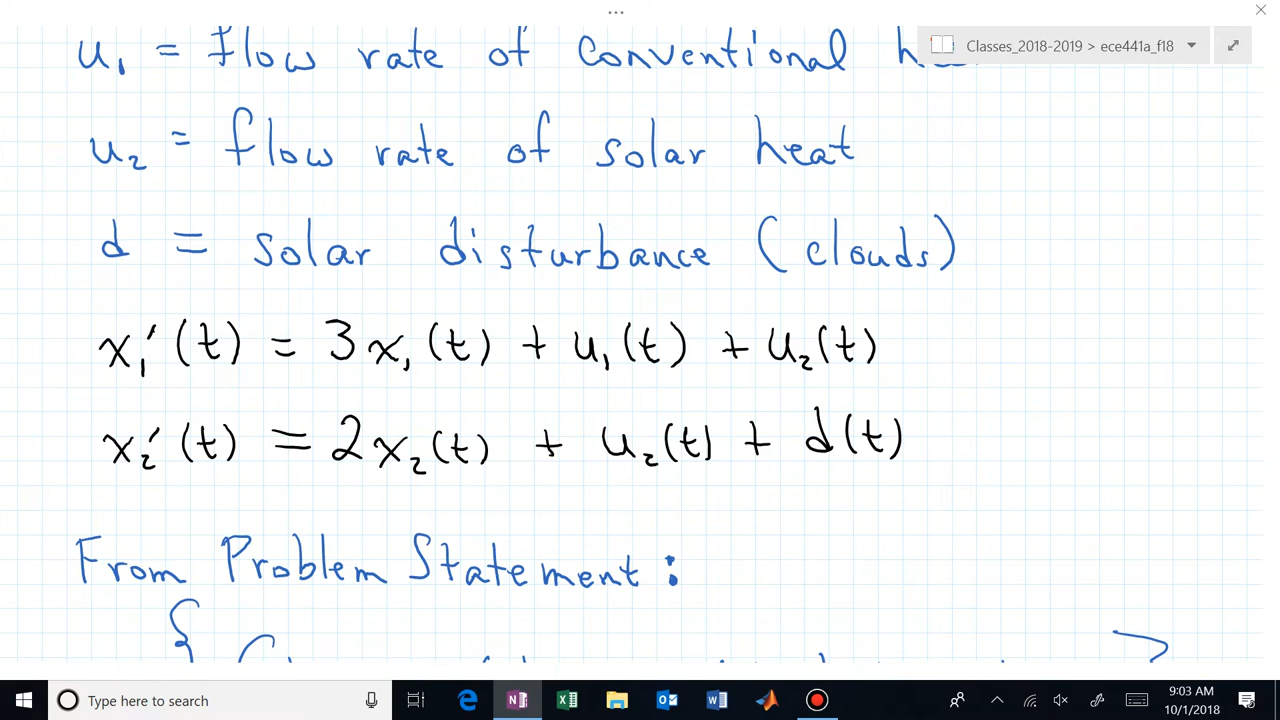 u₁ = flow rate of conventional
Classes_2018-2019 > ece441a_f18
u₂ = flow rate of solar heat
d = solar disturbance (clouds)
x₁'(t) = 3x₁(t) + u₁(t) + u₂(t)
x₂'(t) = 2x₂(t) + u₂(t) + d(t)
From Problem Statement:
Type here to search
9:03 AM
10/1/2018